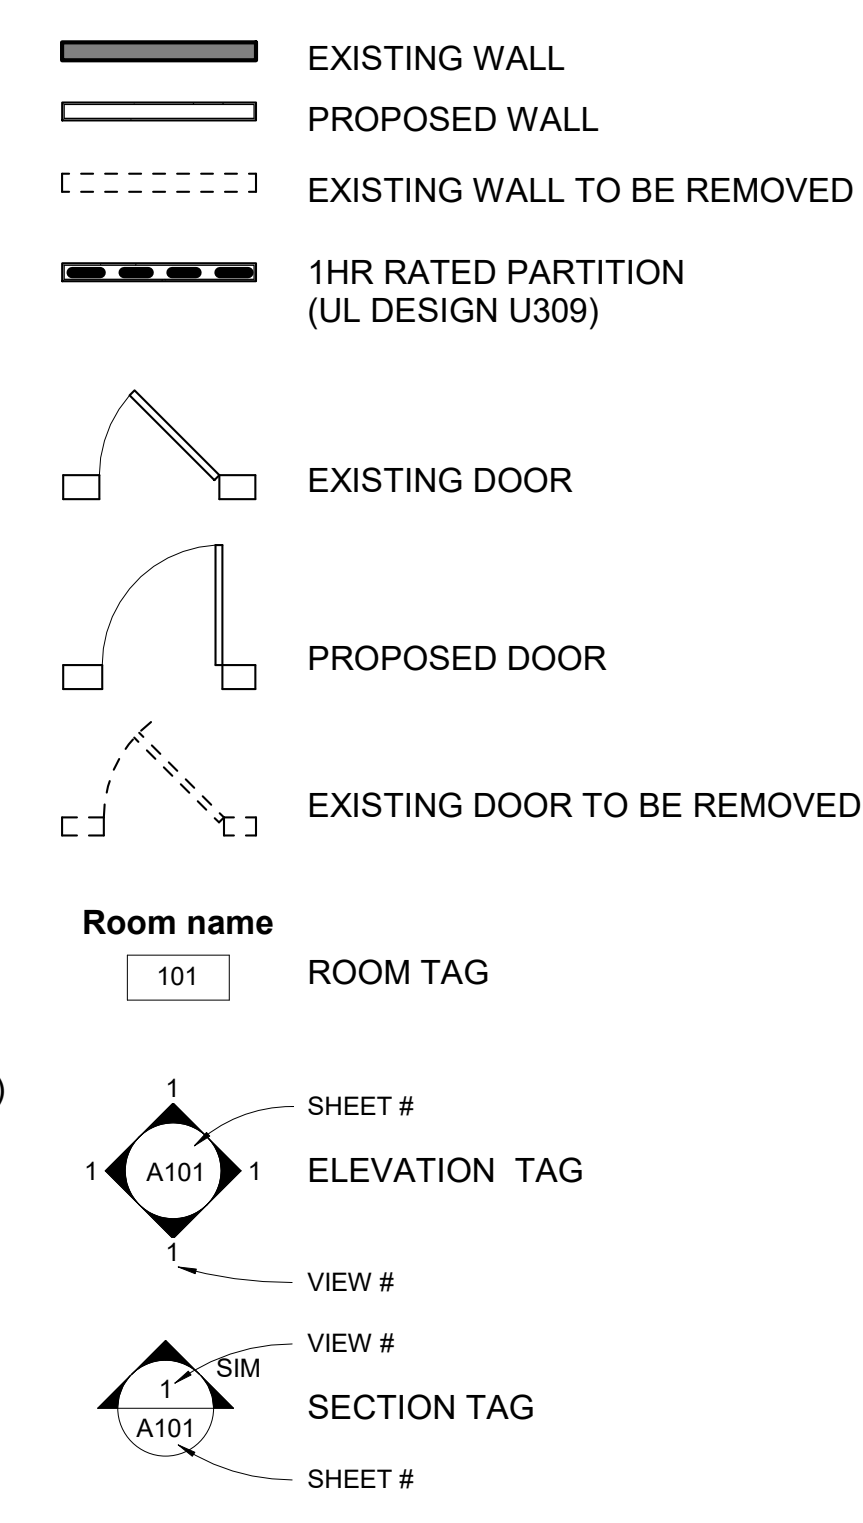 EXISTING WALL
PROPOSED WALL
EXISTING WALL TO BE REMOVED
1HR RATED PARTITION
(UL DESIGN U309)
EXISTING DOOR
PROPOSED DOOR
EXISTING DOOR TO BE REMOVED
Room name
101
ROOM TAG
)
1
SHEET #
1 A101 1
ELEVATION TAG
1
VIEW #
VIEW #
SIM
1
SECTION TAG
A101
SHEET #